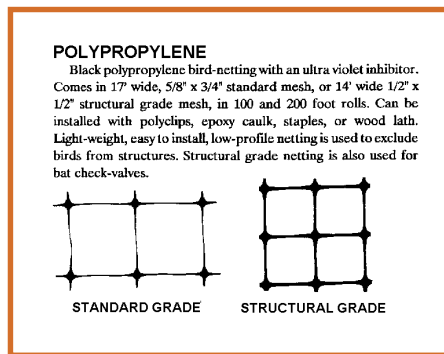 POLYPROPYLENE
Black polypropylene bird-netting with an ultra violet inhibitor.
Comes in 17' wide, 5/8" x 3/4" standard mesh, or 14' wide 1/2" x
1/2" structural grade mesh, in 100 and 200 foot rolls. Can be
installed with polyclips, epoxy caulk, staples, or wood lath.
Light-weight, easy to install, low-profile netting is used to exclude
birds from structures. Structural grade netting is also used for
bat check-valves.
STANDARD GRADE STRUCTURAL GRADE